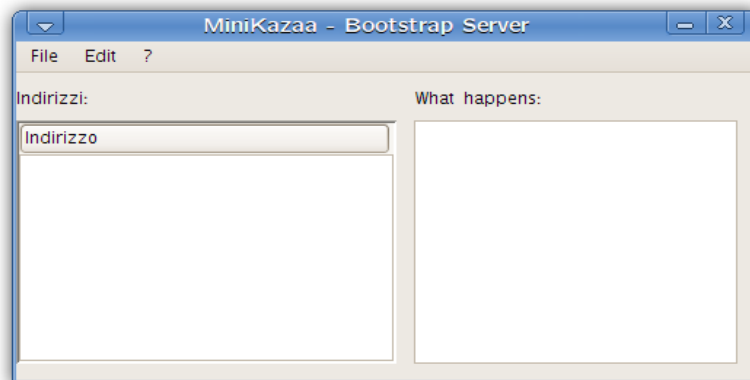 MiniKazaa - Bootstrap Server
File Edit ?
Indirizzi: What happens:
Indirizzo